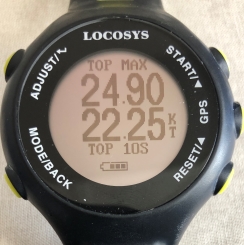 LOCOSYS
ADJUST/↖
START/◀
TOP MAX
24.90
22.25 KT
TOP 10S
GPS
MODE/BACK
RESET/▲